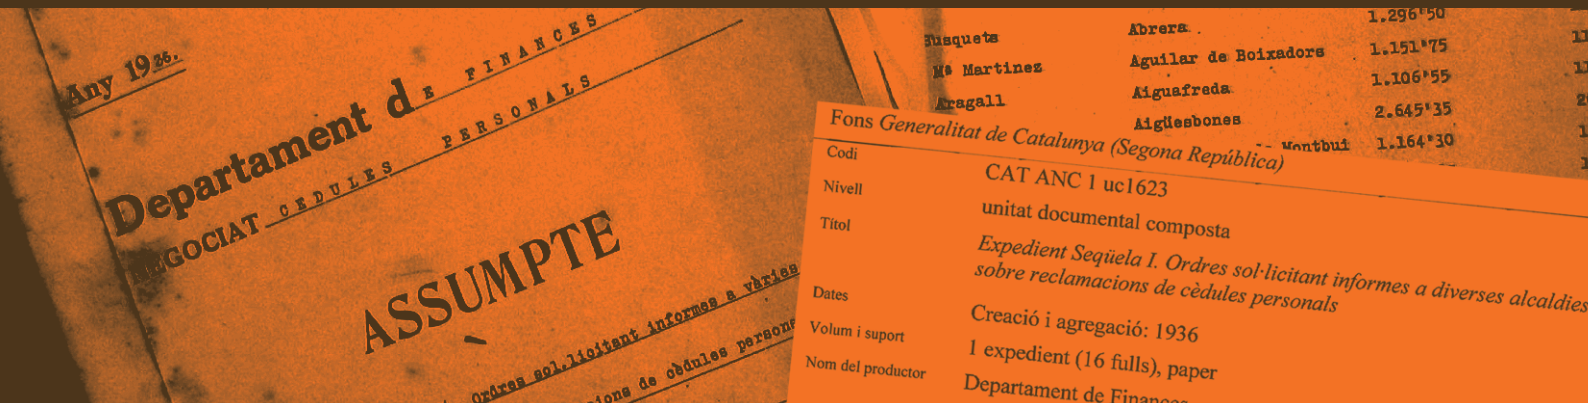 Any 1936.
Departament de FINANCES
NEGOCIAT CEDULES PERSONALS
ASSUMPTE
ordres sol.licitant informes a vàries
ions de cèdules persona
Busquets Abrera 1.296'50
Mª Martinez Aguilar de Boixadors 1.151'75
Aragall Aiguafreda 1.106'55
Aigüesbones 2.645'35
Montbui 1.164'30
Fons Generalitat de Catalunya (Segona República)
Codi CAT ANC 1 uc1623
Nivell unitat documental composta
Títol Expedient Seqüela I. Ordres sol·licitant informes a diverses alcaldies
sobre reclamacions de cèdules personals
Dates Creació i agregació: 1936
Volum i suport 1 expedient (16 fulls), paper
Nom del productor Departament de Finances